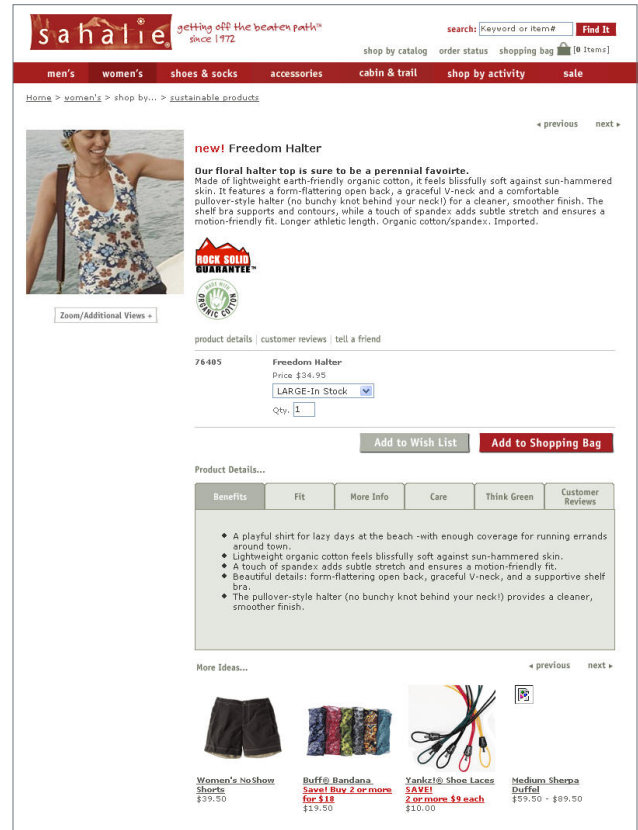 sahalie
getting off the beaten path™
since 1972
search: Keyword or item# Find It
shop by catalog order status shopping bag [0 Items]
men's women's shoes & socks accessories cabin & trail shop by activity sale
Home > women's > shop by... > sustainable products
◂ previous next ▸
new! Freedom Halter
Our floral halter top is sure to be a perennial favoirte.
Made of lightweight earth-friendly organic cotton, it feels blissfully soft against sun-hammered
skin. It features a form-flattering open back, a graceful V-neck and a comfortable
pullover-style halter (no bunchy knot behind your neck!) for a cleaner, smoother finish. The
shelf bra supports and contours, while a touch of spandex adds subtle stretch and ensures a
motion-friendly fit. Longer athletic length. Organic cotton/spandex. Imported.
ROCK SOLID
GUARANTEE™
MADE WITH
ORGANIC COTTON
Zoom/Additional Views +
product details | customer reviews | tell a friend
76405 Freedom Halter
Price $34.95
LARGE-In Stock
Qty. 1
Add to Wish List Add to Shopping Bag
Product Details...
Benefits Fit More Info Care Think Green Customer
Reviews
◆ A playful shirt for lazy days at the beach -with enough coverage for running errands
around town.
◆ Lightweight organic cotton feels blissfully soft against sun-hammered skin.
◆ A touch of spandex adds subtle stretch and ensures a motion-friendly fit.
◆ Beautiful details: form-flattering open back, graceful V-neck, and a supportive shelf
bra.
◆ The pullover-style halter (no bunchy knot behind your neck!) provides a cleaner,
smoother finish.
More Ideas... ◂ previous next ▸
Women's NoShow
Shorts
$39.50
Buff® Bandana
Save! Buy 2 or more
for $18
$19.50
Yankz!® Shoe Laces
SAVE!
2 or more $9 each
$10.00
Medium Sherpa
Duffel
$59.50 - $89.50